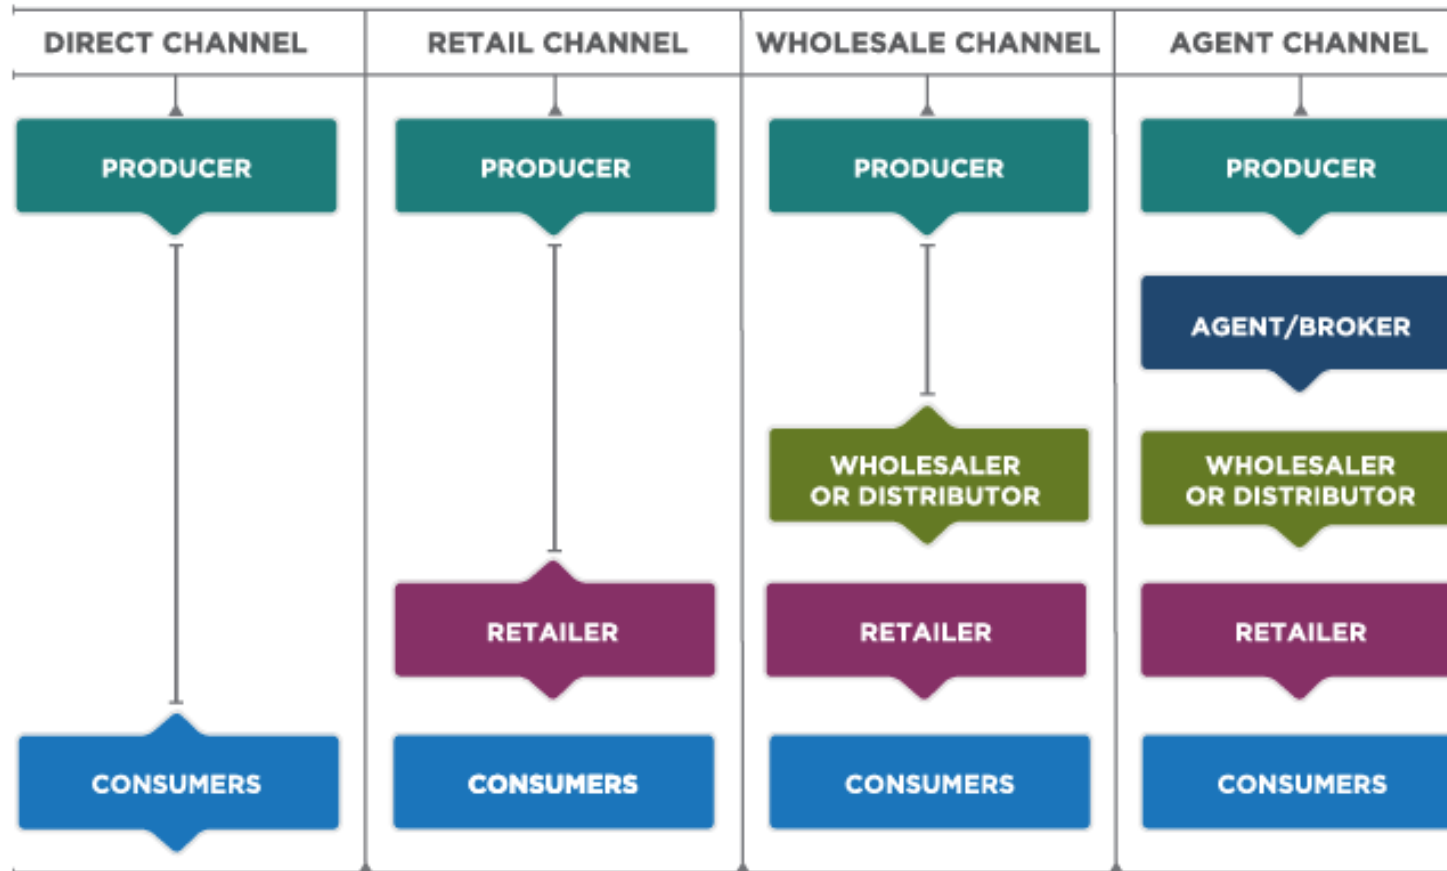 DIRECT CHANNEL
RETAIL CHANNEL
WHOLESALE CHANNEL
AGENT CHANNEL
PRODUCER
PRODUCER
PRODUCER
PRODUCER
AGENT/BROKER
WHOLESALER
OR DISTRIBUTOR
WHOLESALER
OR DISTRIBUTOR
RETAILER
RETAILER
RETAILER
CONSUMERS
CONSUMERS
CONSUMERS
CONSUMERS